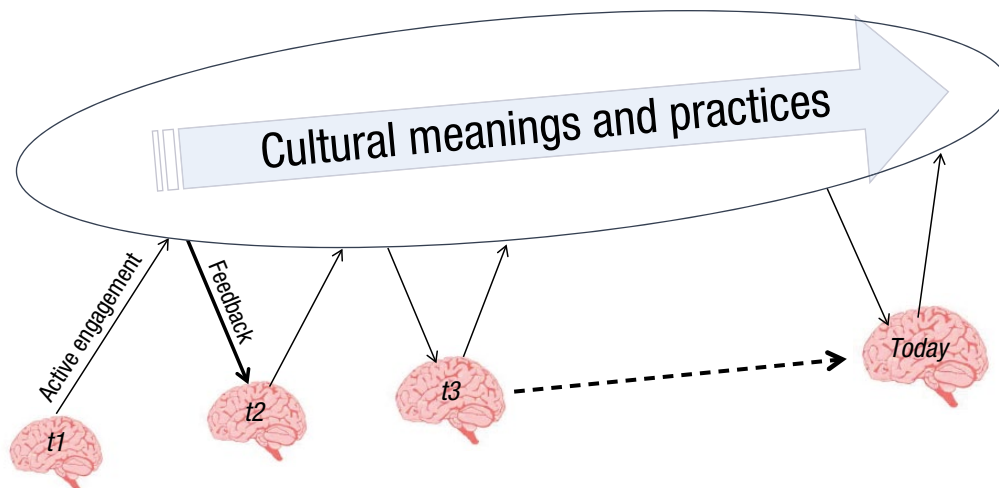 Cultural meanings and practices
Active engagement
Feedback
t1
t2
t3
Today